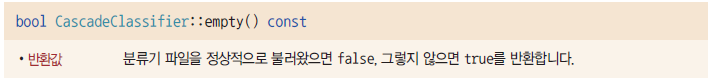 bool CascadeClassifier::empty() const
• 반환값 분류기 파일을 정상적으로 불러왔으면 false, 그렇지 않으면 true를 반환합니다.